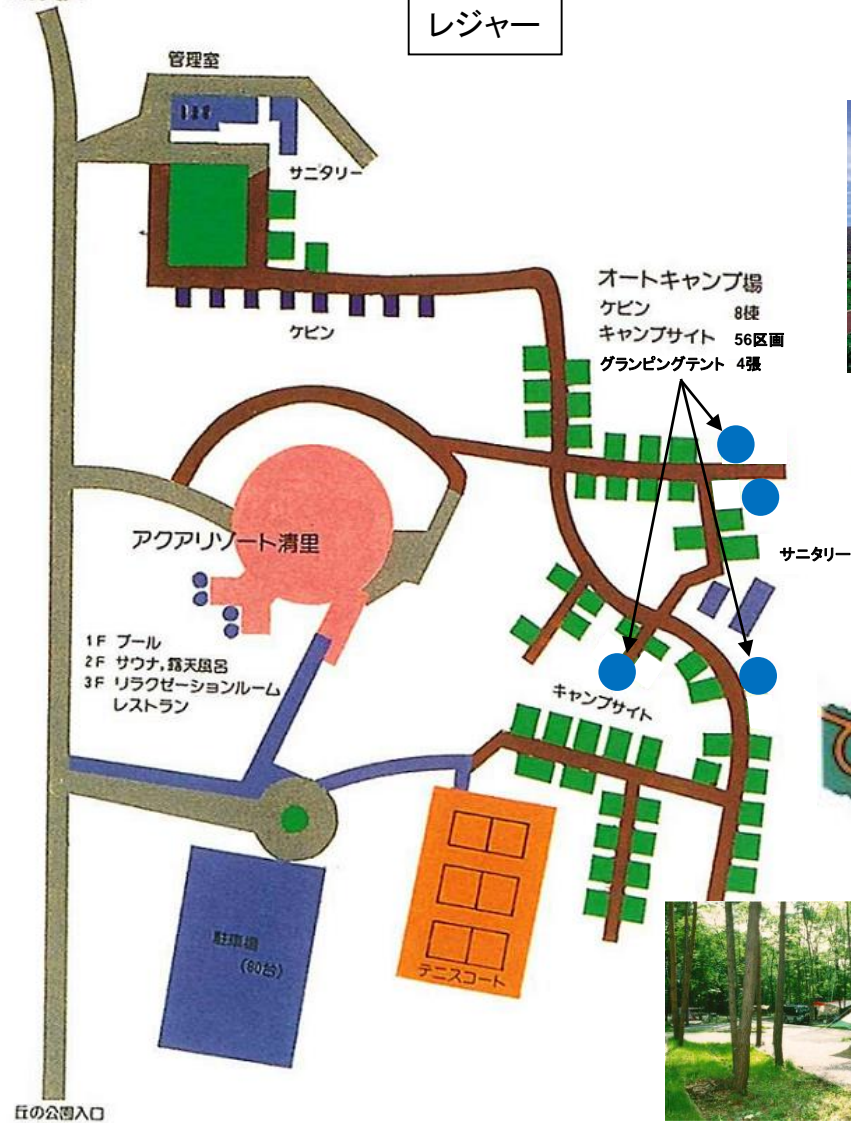 レジャー
管理室
サニタリー
ケビン
オートキャンプ場
ケビン 8棟
キャンプサイト 56区画
グランピングテント 4張
アクアリゾート清里
サニタリー
1F プール
2F サウナ,露天風呂
3F リラクゼーションルーム
レストラン
キャンプサイト
駐車場
(80台)
テニスコート
丘の公園入口